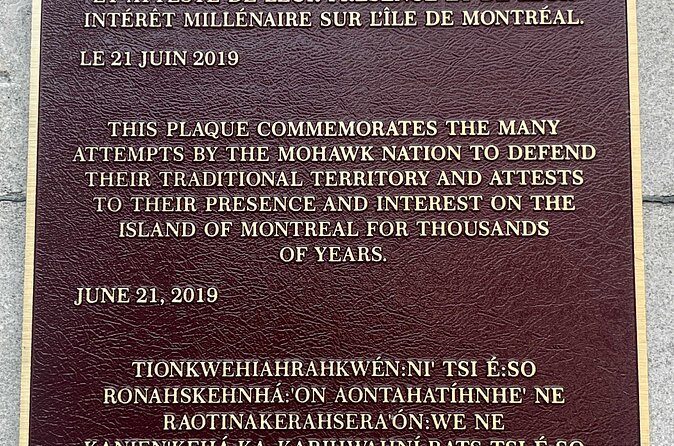 INTÉRÊT MILLÉNAIRE SUR L'ÎLE DE MONTRÉAL.
LE 21 JUIN 2019
THIS PLAQUE COMMEMORATES THE MANY
ATTEMPTS BY THE MOHAWK NATION TO DEFEND
THEIR TRADITIONAL TERRITORY AND ATTESTS
TO THEIR PRESENCE AND INTEREST ON THE
ISLAND OF MONTREAL FOR THOUSANDS
OF YEARS.
JUNE 21, 2019
TIONKWEHIAHRAHKWÉN:NI' TSI É:SO
RONAHSKEHNHÁ:'ON AONTAHATÍHNHE' NE
RAOTINAKERAHSERA'ÓN:WE NE